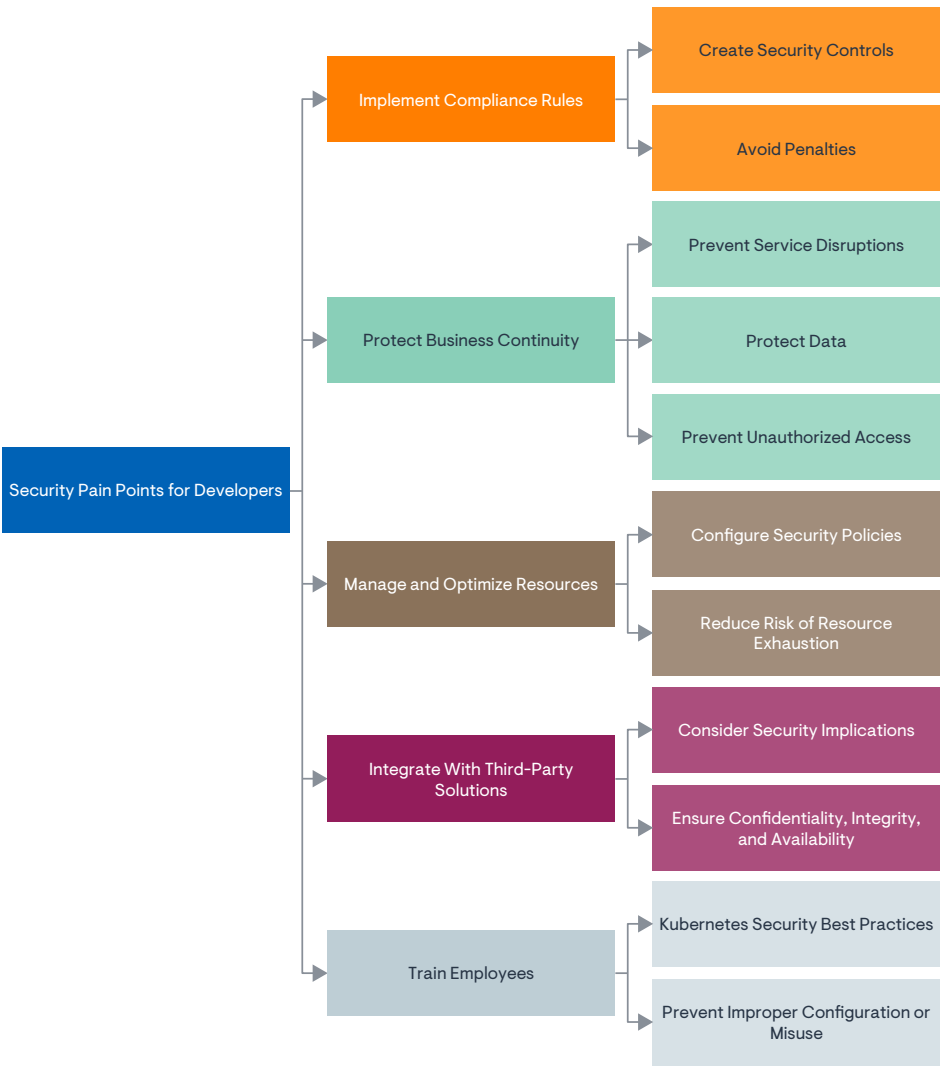 Security Pain Points for Developers
Implement Compliance Rules
Create Security Controls
Avoid Penalties
Protect Business Continuity
Prevent Service Disruptions
Protect Data
Prevent Unauthorized Access
Manage and Optimize Resources
Configure Security Policies
Reduce Risk of Resource
Exhaustion
Integrate With Third-Party
Solutions
Consider Security Implications
Ensure Confidentiality, Integrity,
and Availability
Train Employees
Kubernetes Security Best Practices
Prevent Improper Configuration or
Misuse